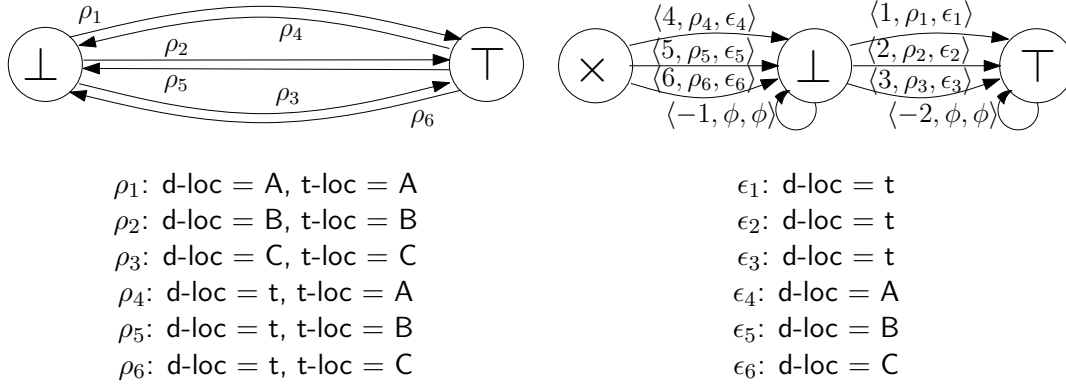 ρ1
ρ4
ρ2
ρ5
ρ3
ρ6
⊥
⊤
⟨4, ρ4, ϵ4⟩
⟨1, ρ1, ϵ1⟩
⟨5, ρ5, ϵ5⟩
⟨2, ρ2, ϵ2⟩
×
⊥
⊤
⟨6, ρ6, ϵ6⟩
⟨3, ρ3, ϵ3⟩
⟨-1, ϕ, ϕ⟩
⟨-2, ϕ, ϕ⟩
ρ1: d-loc = A, t-loc = A
ρ2: d-loc = B, t-loc = B
ρ3: d-loc = C, t-loc = C
ρ4: d-loc = t, t-loc = A
ρ5: d-loc = t, t-loc = B
ρ6: d-loc = t, t-loc = C
ϵ1: d-loc = t
ϵ2: d-loc = t
ϵ3: d-loc = t
ϵ4: d-loc = A
ϵ5: d-loc = B
ϵ6: d-loc = C